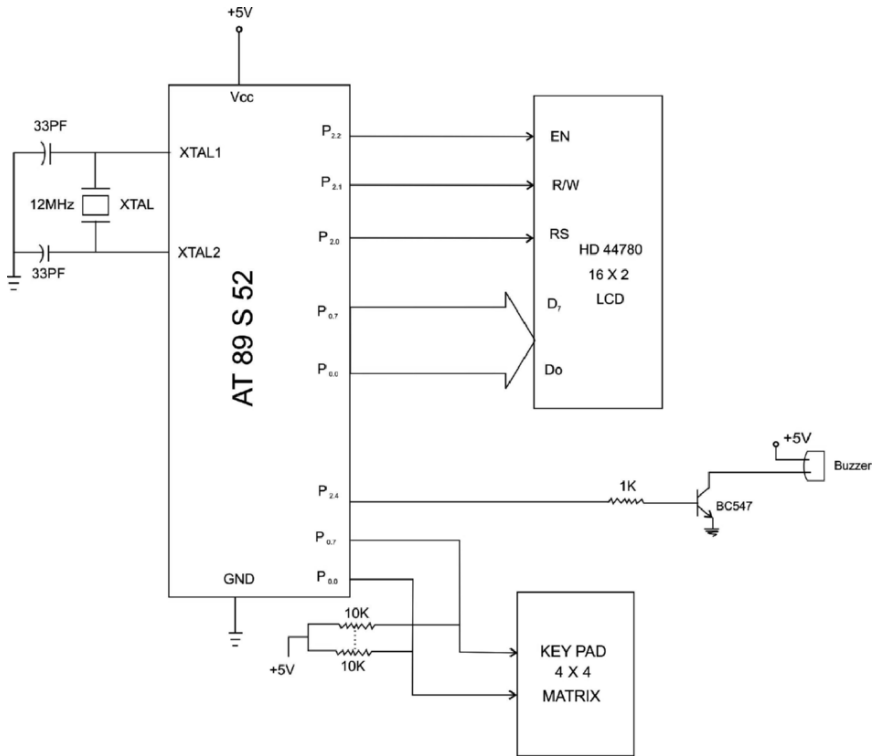 +5V
Vcc
33PF
XTAL1
12MHz
XTAL
XTAL2
33PF
AT 89 S 52
P2.2
P2.1
P2.0
P0.7
P0.0
P2.4
P0.7
P0.0
GND
EN
R/W
RS
HD 44780
16 X 2
LCD
D7
Do
+5V
Buzzer
1K
BC547
10K
10K
+5V
KEY PAD
4 X 4
MATRIX